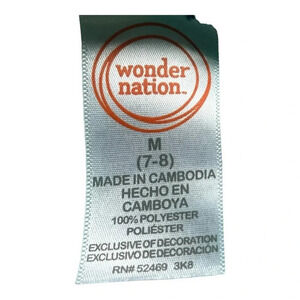 wonder
nation™
M
(7-8)
MADE IN CAMBODIA
HECHO EN
CAMBOYA
100% POLYESTER
POLIÉSTER
EXCLUSIVE OF DECORATION
EXCLUSIVO DE DECORACIÓN
RN# 52469 3K8